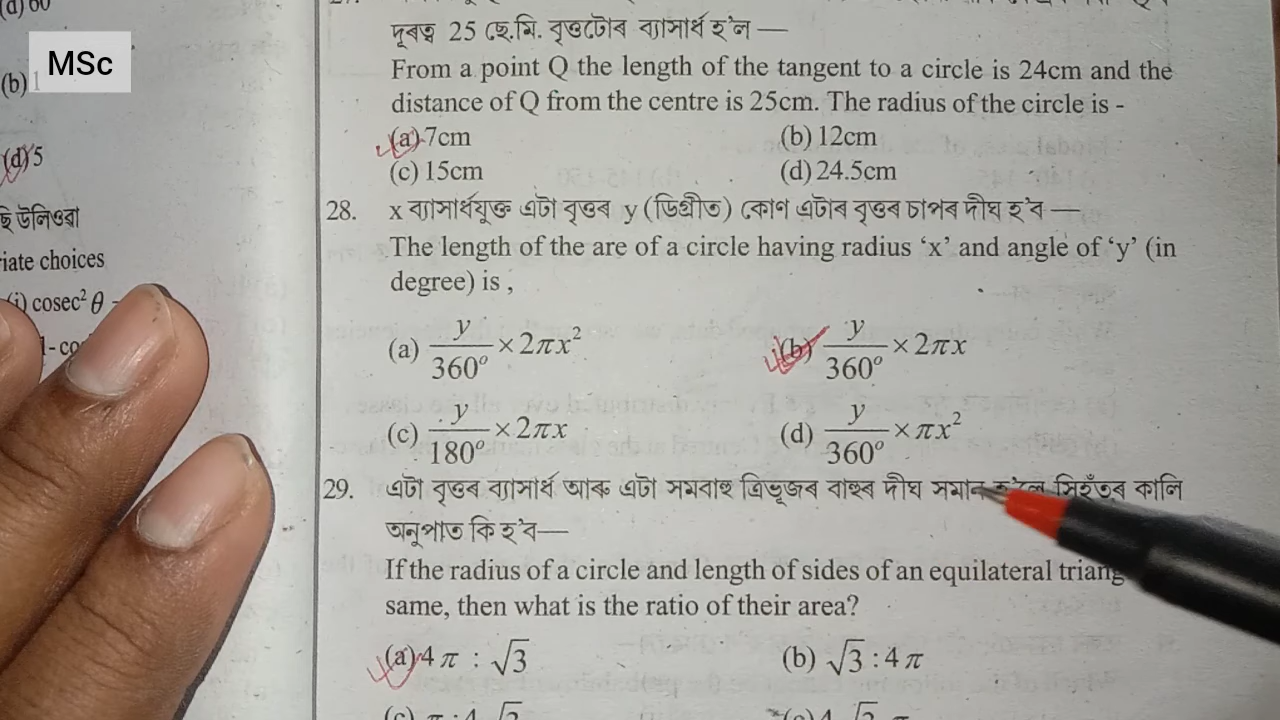 MSc
(b) 1
(d) 5
উলিওৱা
iate choices
(i) cosec² θ -
দূৰত্ব 25 ছে.মি. বৃত্তটোৰ ব্যাসাৰ্ধ হ'ল —
From a point Q the length of the tangent to a circle is 24cm and the
distance of Q from the centre is 25cm. The radius of the circle is -
(a) 7cm (b) 12cm
(c) 15cm (d) 24.5cm
28. x ব্যাসাৰ্ধযুক্ত এটা বৃত্তৰ y (ডিগ্ৰীত) কোণ এটাৰ বৃত্তৰ চাপৰ দীঘ হ'ব —
The length of the are of a circle having radius ‘x’ and angle of ‘y’ (in
degree) is ,
(a) y/360° × 2πx² (b) y/360° × 2πx
(c) y/180° × 2πx (d) y/360° × πx²
29. এটা বৃত্তৰ ব্যাসাৰ্ধ আৰু এটা সমবাহু ত্ৰিভূজৰ বাহুৰ দীঘ সমান হ'লে সিহঁতৰ কালি
অনুপাত কি হ'ব—
If the radius of a circle and length of sides of an equilateral triang
same, then what is the ratio of their area?
(a) 4 π : √3 (b) √3 : 4 π